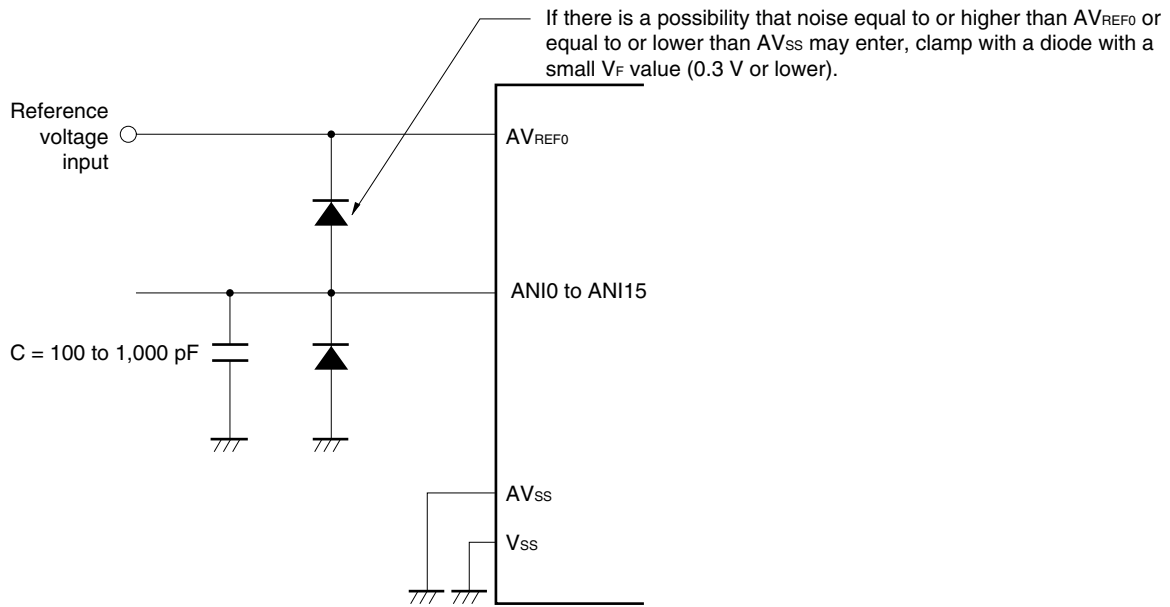 If there is a possibility that noise equal to or higher than AVREF0 or
equal to or lower than AVSS may enter, clamp with a diode with a
small VF value (0.3 V or lower).
Reference
voltage
input
AVREF0
ANI0 to ANI15
C = 100 to 1,000 pF
AVSS
VSS